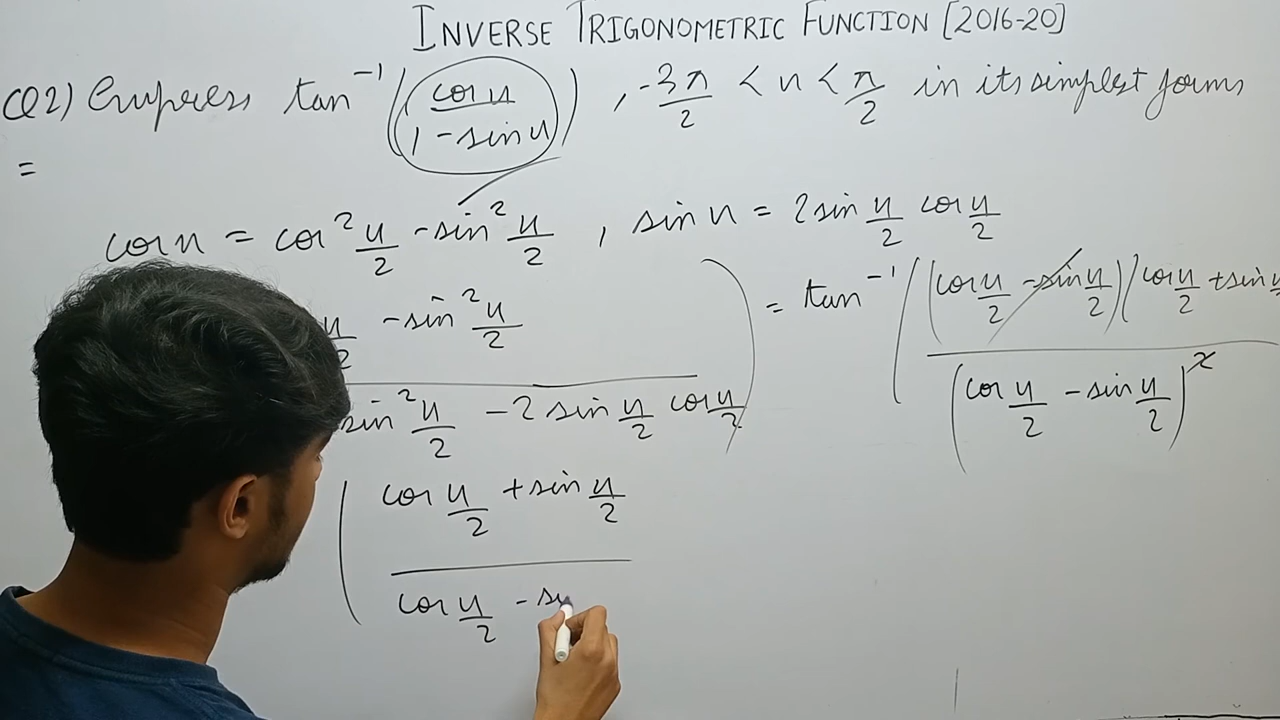 INVERSE TRIGONOMETRIC FUNCTION [2016-20]
Q2) Express tan⁻¹ (cos x / 1 - sin x) , -3π/2 < x < π/2 in its simplest forms
=
cos x = cos² x/2 - sin² x/2 , sin x = 2 sin x/2 cos x/2
x/2 - sin² x/2
sin² x/2 - 2 sin x/2 cos x/2 )
= tan⁻¹ ( (cos x/2 - sin x/2) (cos x/2 + sin x / (cos x/2 - sin x/2)²
( cos x/2 + sin x/2
cos x/2 - si